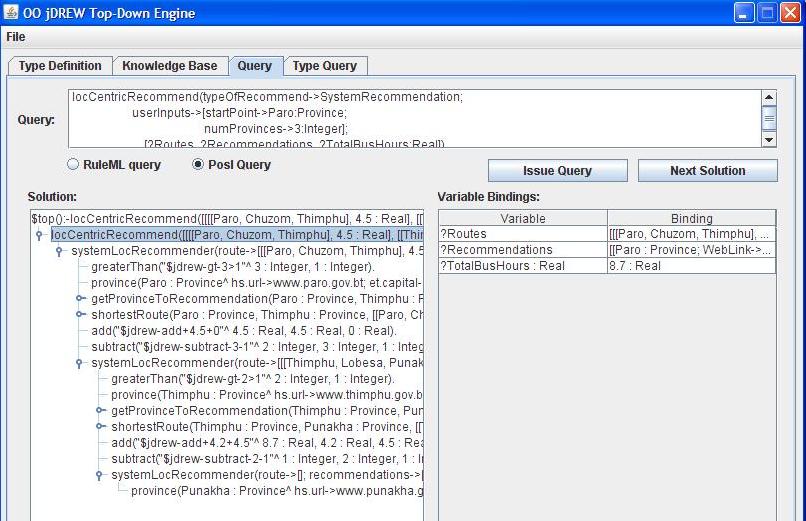 OO jDREW Top-Down Engine
File
Type Definition Knowledge Base Query Type Query
Query:
locCentricRecommend(typeOfRecommend->SystemRecommendation;
userInputs->[startPoint->Paro:Province;
numProvinces->3:Integer];
[?Routes, ?Recommendations, ?TotalBusHours:Real])
RuleML query Posl Query Issue Query Next Solution
Solution:
$top():-locCentricRecommend([[[[Paro, Chuzom, Thimphu], 4.5 : Real], [[
locCentricRecommend([[[[Paro, Chuzom, Thimphu], 4.5 : Real], [[Thi
systemLocRecommender(route->[[[Paro, Chuzom, Thimphu], 4.5
greaterThan("$jdrew-gt-3>1"^ 3 : Integer, 1 : Integer).
province(Paro : Province^ hs.url->www.paro.gov.bt; et.capital-
getProvinceToRecommendation(Paro : Province, Thimphu : P
shortestRoute(Paro : Province, Thimphu : Province, [[Paro, Ch
add("$jdrew-add+4.5+0"^ 4.5 : Real, 4.5 : Real, 0 : Real).
subtract("$jdrew-subtract-3-1"^ 2 : Integer, 3 : Integer, 1 : Integ
systemLocRecommender(route->[[[Thimphu, Lobesa, Punak
greaterThan("$jdrew-gt-2>1"^ 2 : Integer, 1 : Integer).
province(Thimphu : Province^ hs.url->www.thimphu.gov.b
getProvinceToRecommendation(Thimphu : Province, Pun
shortestRoute(Thimphu : Province, Punakha : Province, [[
add("$jdrew-add+4.2+4.5"^ 8.7 : Real, 4.2 : Real, 4.5 : Rea
subtract("$jdrew-subtract-2-1"^ 1 : Integer, 2 : Integer, 1 : I
systemLocRecommender(route->[]; recommendations->[
province(Punakha : Province^ hs.url->www.punakha.g
Variable Bindings:
Variable Binding
?Routes [[[Paro, Chuzom, Thimphu], ...
?Recommendations [[Paro : Province; WebLink->...
?TotalBusHours : Real 8.7 : Real